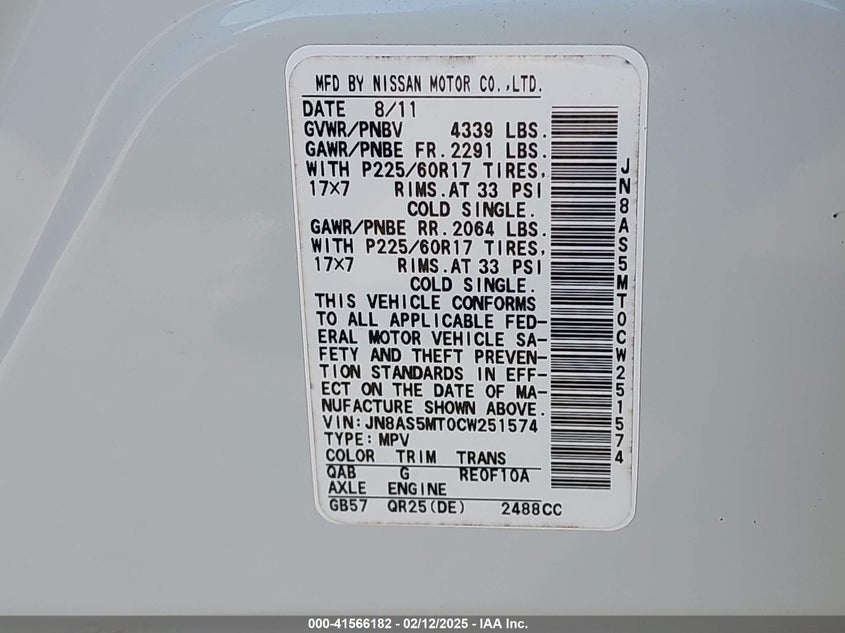 MFD BY NISSAN MOTOR CO.,LTD.
DATE 8/11
GVWR/PNBV 4339 LBS.
GAWR/PNBE FR. 2291 LBS.
WITH P225/60R17 TIRES,
17×7 RIMS. AT 33 PSI
COLD SINGLE.
GAWR/PNBE RR. 2064 LBS.
WITH P225/60R17 TIRES,
17×7 RIMS. AT 33 PSI
COLD SINGLE.
THIS VEHICLE CONFORMS
TO ALL APPLICABLE FED-
ERAL MOTOR VEHICLE SA-
FETY AND THEFT PREVEN-
TION STANDARDS IN EFF-
ECT ON THE DATE OF MA-
NUFACTURE SHOWN ABOVE.
VIN:JN8AS5MT0CW251574
TYPE:MPV
COLOR TRIM TRANS
QAB G RE0F10A
AXLE ENGINE
GB57 QR25(DE) 2488CC
JN8AS5MT0CW251574
000-41566182 - 02/12/2025 - IAA Inc.